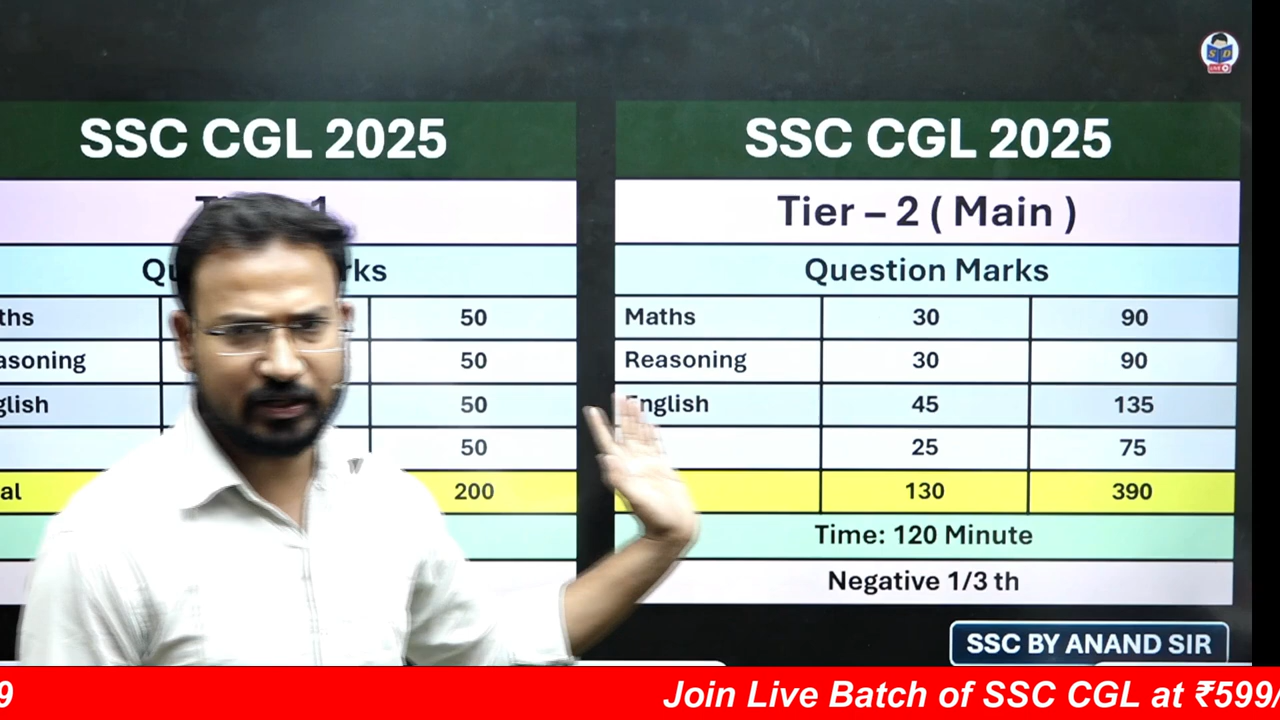 SSC CGL 2025
50
50
50
50
200
SSC CGL 2025
Tier – 2 ( Main )
Question Marks
Maths 30 90
Reasoning 30 90
English 45 135
25 75
130 390
Time: 120 Minute
Negative 1/3 th
SSC BY ANAND SIR
Join Live Batch of SSC CGL at ₹599/